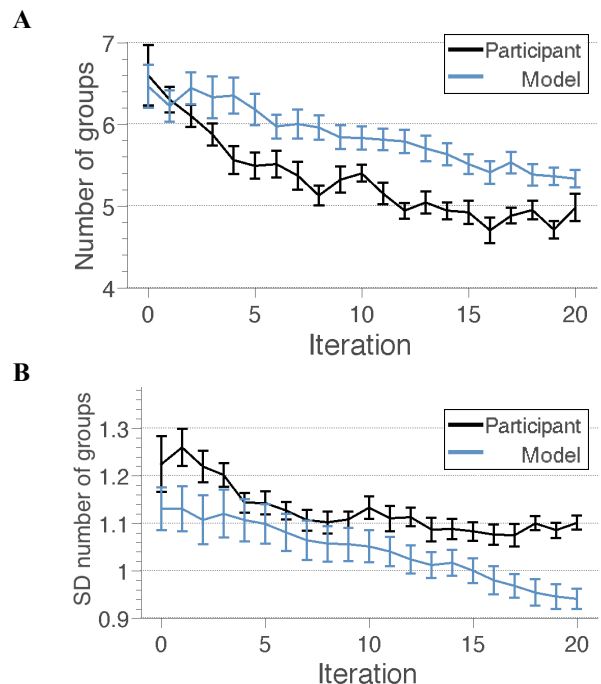 A
7
6
5
4
Number of groups
Participant
Model
0 5 10 15 20
Iteration
B
1.3
1.2
1.1
1
0.9
SD number of groups
Participant
Model
0 5 10 15 20
Iteration